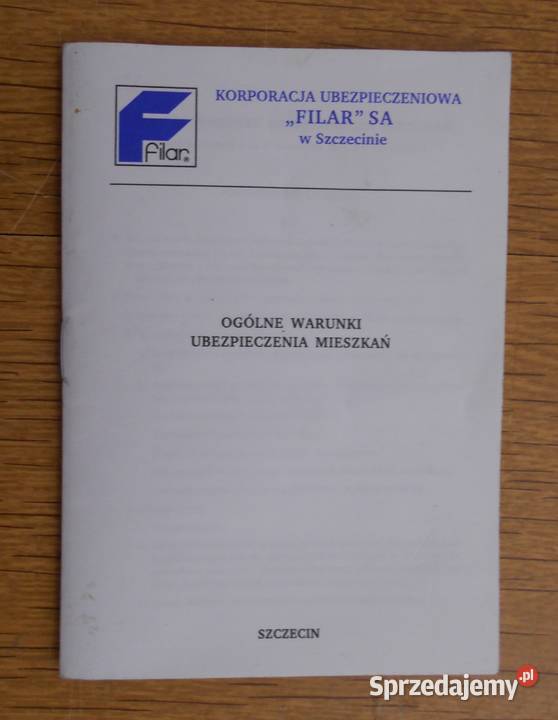 KORPORACJA UBEZPIECZENIOWA
„FILAR” SA
w Szczecinie
Filar®
OGÓLNE WARUNKI
UBEZPIECZENIA MIESZKAŃ
SZCZECIN
Sprzedajemy.pl